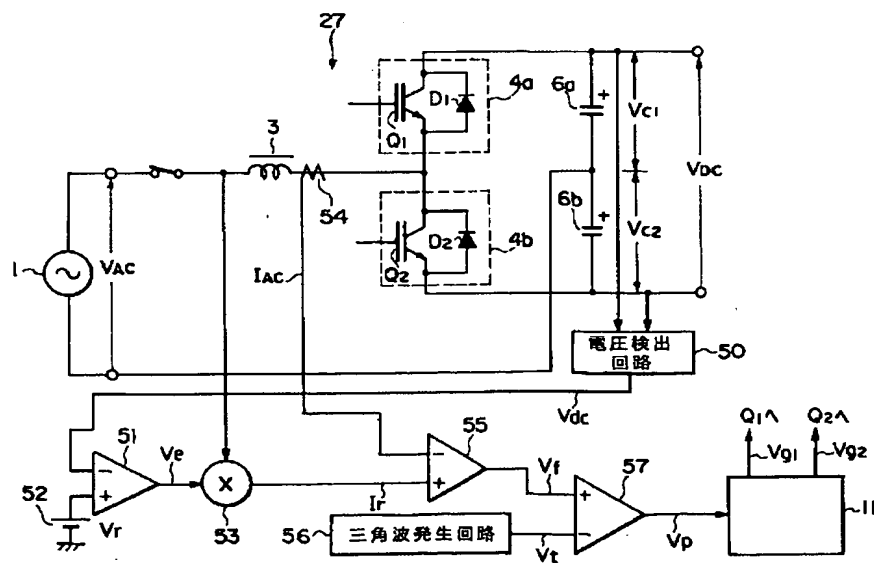 27
4a
D1
Q1
3
54
6a
+
VC1
VDC
6b
+
VC2
1
VAC
IAC
D2
Q2
4b
電圧検出
回路
50
Vdc
51
Ve
-
+
52
Vr
×
53
55
-
+
Ir
Vf
57
+
-
56
三角波発生回路
Vt
Vp
Q1へ
Q2へ
Vg1
Vg2
11